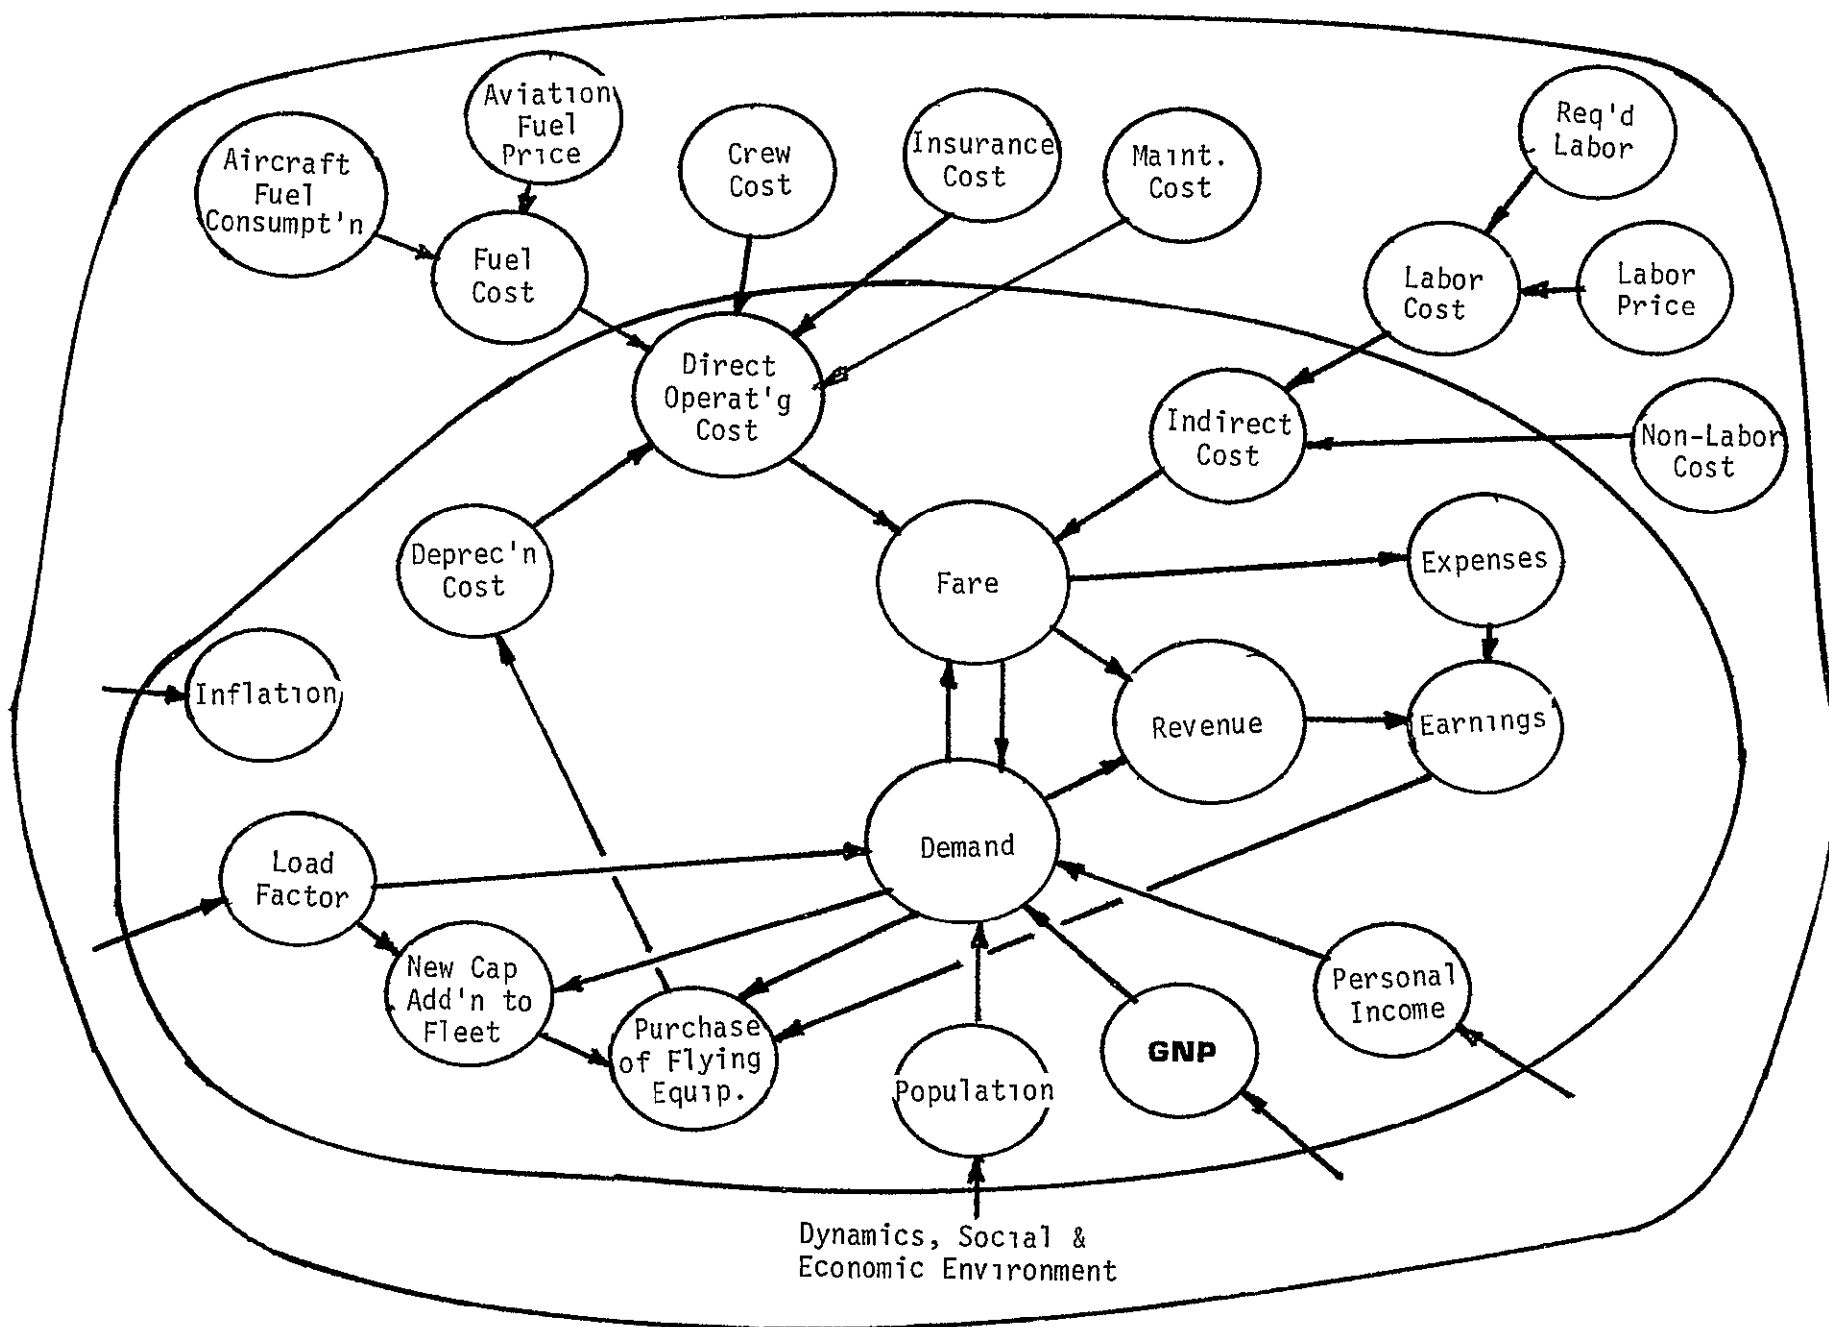 Aviation
Fuel
Price
Aircraft
Fuel
Consumpt'n
Crew
Cost
Insurance
Cost
Maint.
Cost
Req'd
Labor
Fuel
Cost
Labor
Cost
Labor
Price
Direct
Operat'g
Cost
Indirect
Cost
Non-Labor
Cost
Deprec'n
Cost
Fare
Expenses
Inflation
Revenue
Earnings
Load
Factor
Demand
New Cap
Add'n to
Fleet
Purchase
of Flying
Equip.
Population
GNP
Personal
Income
Dynamics, Social &
Economic Environment